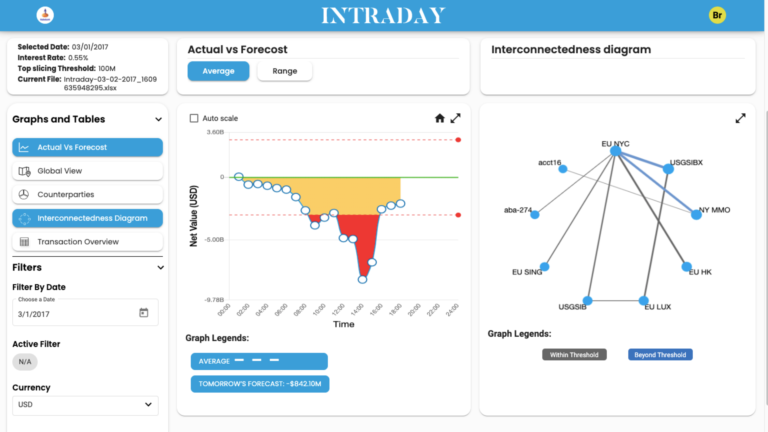 INTRADAY
Br
Selected Date: 03/01/2017
Interest Rate: 0.55%
Top slicing Threshold: 100M
Current File: Intraday-03-02-2017_1609
635948295.xlsx
Actual vs Forecast
Average
Range
Interconnectedness diagram
Graphs and Tables
Actual Vs Forecast
Global View
Counterparties
Interconnectedness Diagram
Transaction Overview
Filters
Filter By Date
Choose a Date
3/1/2017
Active Filter
N/A
Currency
USD
Auto scale
3.60B
0
-5.00B
-9.78B
Net Value (USD)
00:00
02:00
04:00
06:00
08:00
10:00
12:00
14:00
16:00
18:00
20:00
22:00
24:00
Time
Graph Legends:
AVERAGE
TOMORROW'S FORECAST: -$842.10M
EU NYC
acct16
USGSIBX
aba-274
NY MMO
EU SING
EU HK
USGSIB
EU LUX
Graph Legends:
Within Threshold
Beyond Threshold